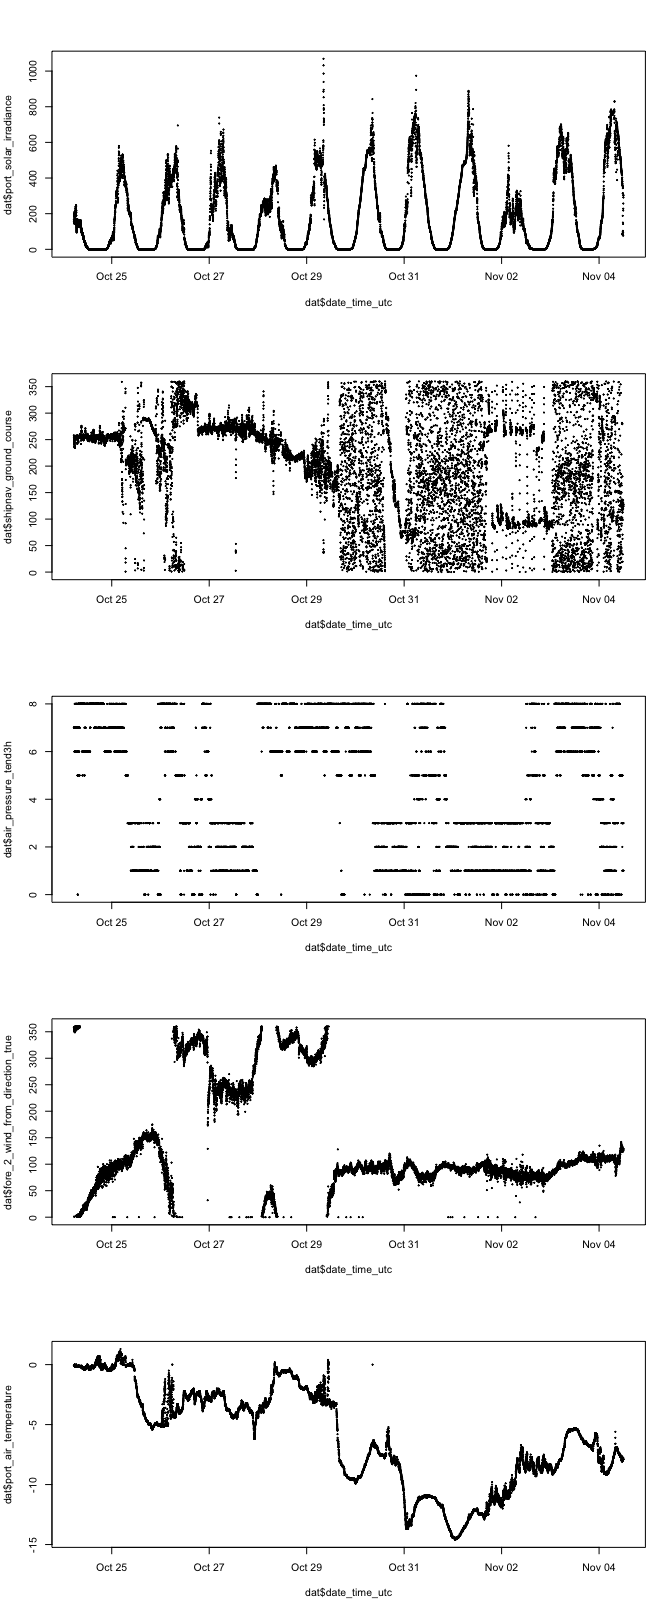 dat$port_solar_irradiance
0 200 400 600 800 1000
Oct 25 Oct 27 Oct 29 Oct 31 Nov 02 Nov 04
dat$date_time_utc
dat$shipnav_ground_course
0 50 100 150 200 250 300 350
Oct 25 Oct 27 Oct 29 Oct 31 Nov 02 Nov 04
dat$date_time_utc
dat$air_pressure_tend3h
0 2 4 6 8
Oct 25 Oct 27 Oct 29 Oct 31 Nov 02 Nov 04
dat$date_time_utc
dat$fore_2_wind_from_direction_true
0 50 100 150 200 250 300 350
Oct 25 Oct 27 Oct 29 Oct 31 Nov 02 Nov 04
dat$date_time_utc
dat$port_air_temperature
-15 -10 -5 0
Oct 25 Oct 27 Oct 29 Oct 31 Nov 02 Nov 04
dat$date_time_utc